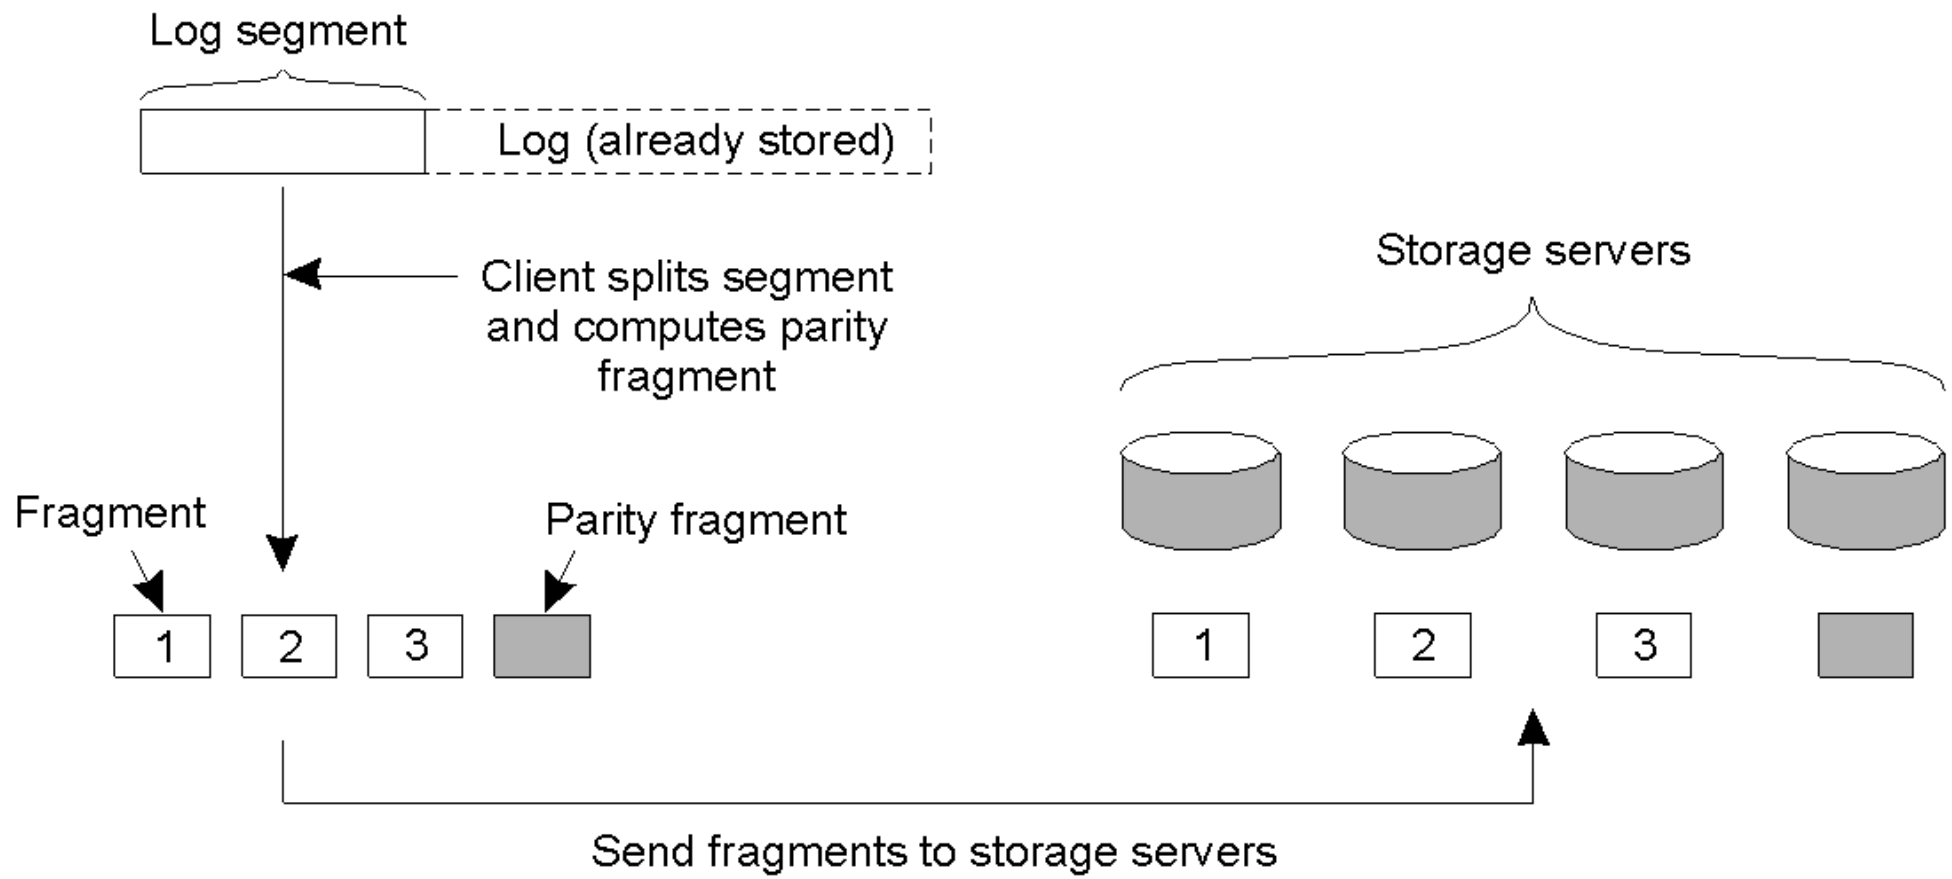 Log segment
Log (already stored)
Client splits segment
and computes parity
fragment
Storage servers
Fragment
Parity fragment
1 2 3
1 2 3
Send fragments to storage servers